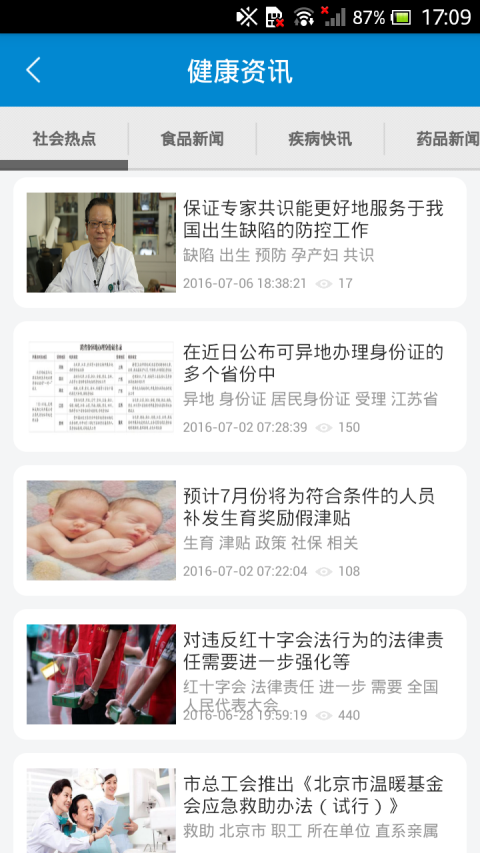 87% 17:09
健康资讯
社会热点 食品新闻 疾病快讯 药品新闻
保证专家共识能更好地服务于我
国出生缺陷的防控工作
缺陷 出生 预防 孕产妇 共识
2016-07-06 18:38:21 17
在近日公布可异地办理身份证的
多个省份中
异地 身份证 居民身份证 受理 江苏省
2016-07-02 07:28:39 150
预计7月份将为符合条件的人员
补发生育奖励假津贴
生育 津贴 政策 社保 相关
2016-07-02 07:22:04 108
对违反红十字会法行为的法律责
任需要进一步强化等
红十字会 法律责任 进一步 需要 全国
人民代表大会
2016-06-28 19:59:19 440
市总工会推出《北京市温暖基金
会应急救助办法（试行）》
救助 北京市 职工 所在单位 直系亲属